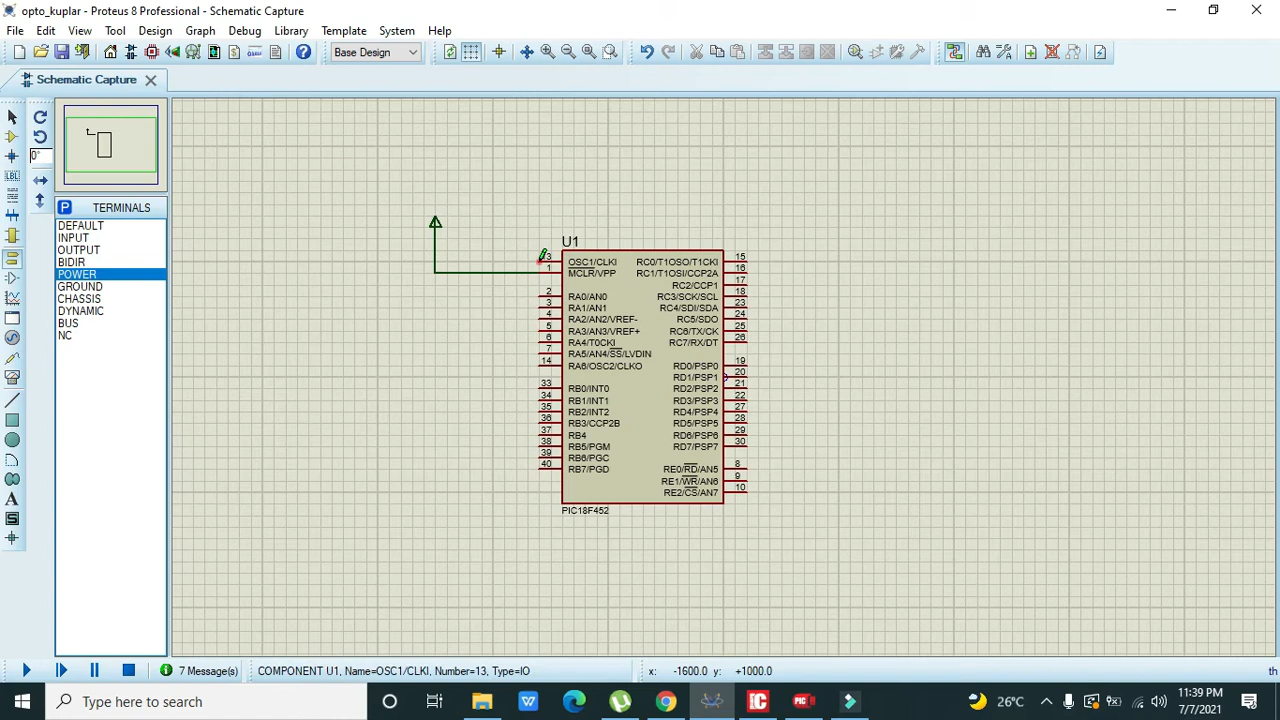 opto_kuplar - Proteus 8 Professional - Schematic Capture
File Edit View Tool Design Graph Debug Library Template System Help
Base Design
Schematic Capture
0°
LBL
P TERMINALS
DEFAULT
INPUT
OUTPUT
BIDIR
POWER
GROUND
CHASSIS
DYNAMIC
BUS
NC
A
S
U1
3 OSC1/CLKI RC0/T1OSO/T1CKI 15
1 MCLR/VPP RC1/T1OSI/CCP2A 16
RC2/CCP1 17
2 RA0/AN0 RC3/SCK/SCL 18
3 RA1/AN1 RC4/SDI/SDA 23
4 RA2/AN2/VREF- RC5/SDO 24
5 RA3/AN3/VREF+ RC6/TX/CK 25
6 RA4/T0CKI RC7/RX/DT 26
7 RA5/AN4/SS/LVDIN
14 RA6/OSC2/CLKO RD0/PSP0 19
RD1/PSP1 20
33 RB0/INT0 RD2/PSP2 21
34 RB1/INT1 RD3/PSP3 22
35 RB2/INT2 RD4/PSP4 27
36 RB3/CCP2B RD5/PSP5 28
37 RB4 RD6/PSP6 29
38 RB5/PGM RD7/PSP7 30
39 RB6/PGC
40 RB7/PGD RE0/RD/AN5 8
RE1/WR/AN6 9
RE2/CS/AN7 10
PIC18F452
7 Message(s) COMPONENT U1, Name=OSC1/CLKI, Number=13, Type=IO x: -1600.0 y: +1000.0 th
Type here to search
W
iC
PIC
26°C
11:39 PM
7/7/2021